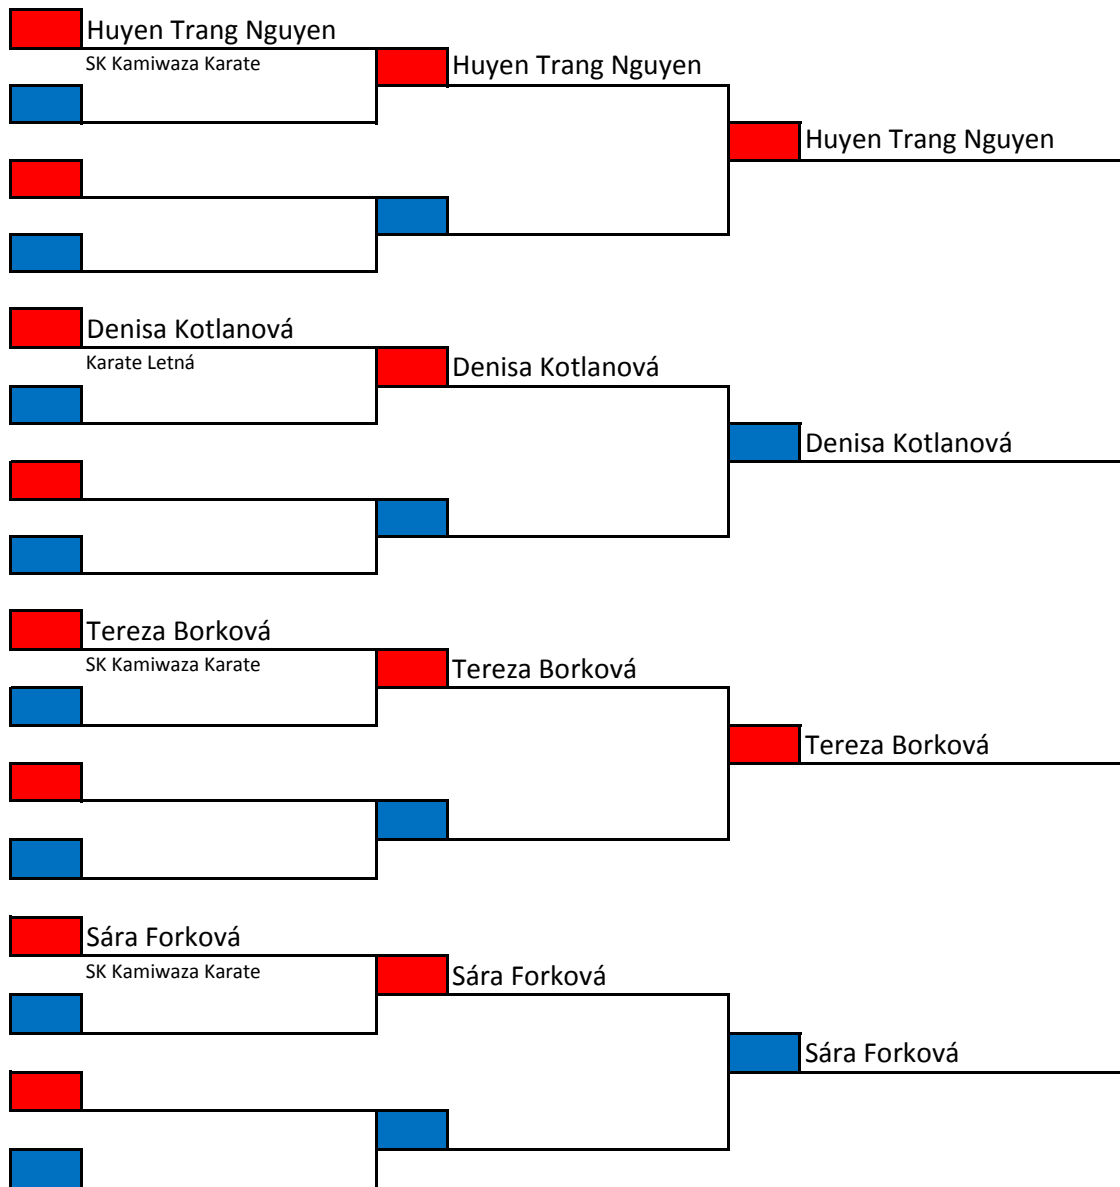 Huyen Trang Nguyen
SK Kamiwaza Karate
Huyen Trang Nguyen
Huyen Trang Nguyen
Denisa Kotlanová
Karate Letná
Denisa Kotlanová
Denisa Kotlanová
Tereza Borková
SK Kamiwaza Karate
Tereza Borková
Tereza Borková
Sára Forková
SK Kamiwaza Karate
Sára Forková
Sára Forková